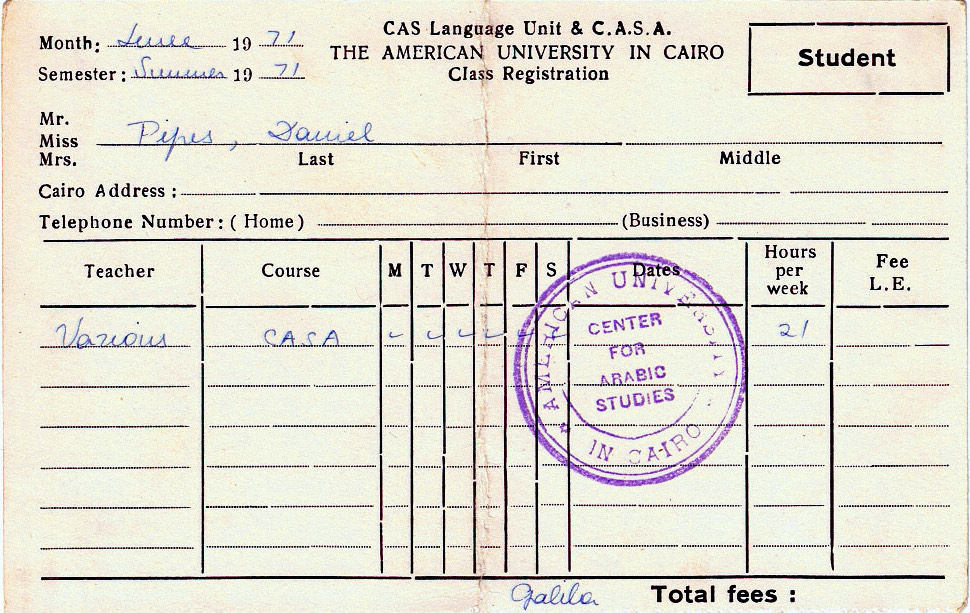 CAS Language Unit & C.A.S.A.
Month: June 19 71
THE AMERICAN UNIVERSITY IN CAIRO
Semester: Summer 19 71
Class Registration
Student
Mr.
Miss Pipes, Daniel
Mrs. Last First Middle
Cairo Address:
Telephone Number: (Home) (Business)
Teacher Course M T W T F S Dates Hours per week Fee L.E.
Various CASA ✓ ✓ ✓ ✓ ✓ 21
AMERICAN UNIVERSITY
CENTER
FOR
ARABIC
STUDIES
IN CAIRO
Galila Total fees :